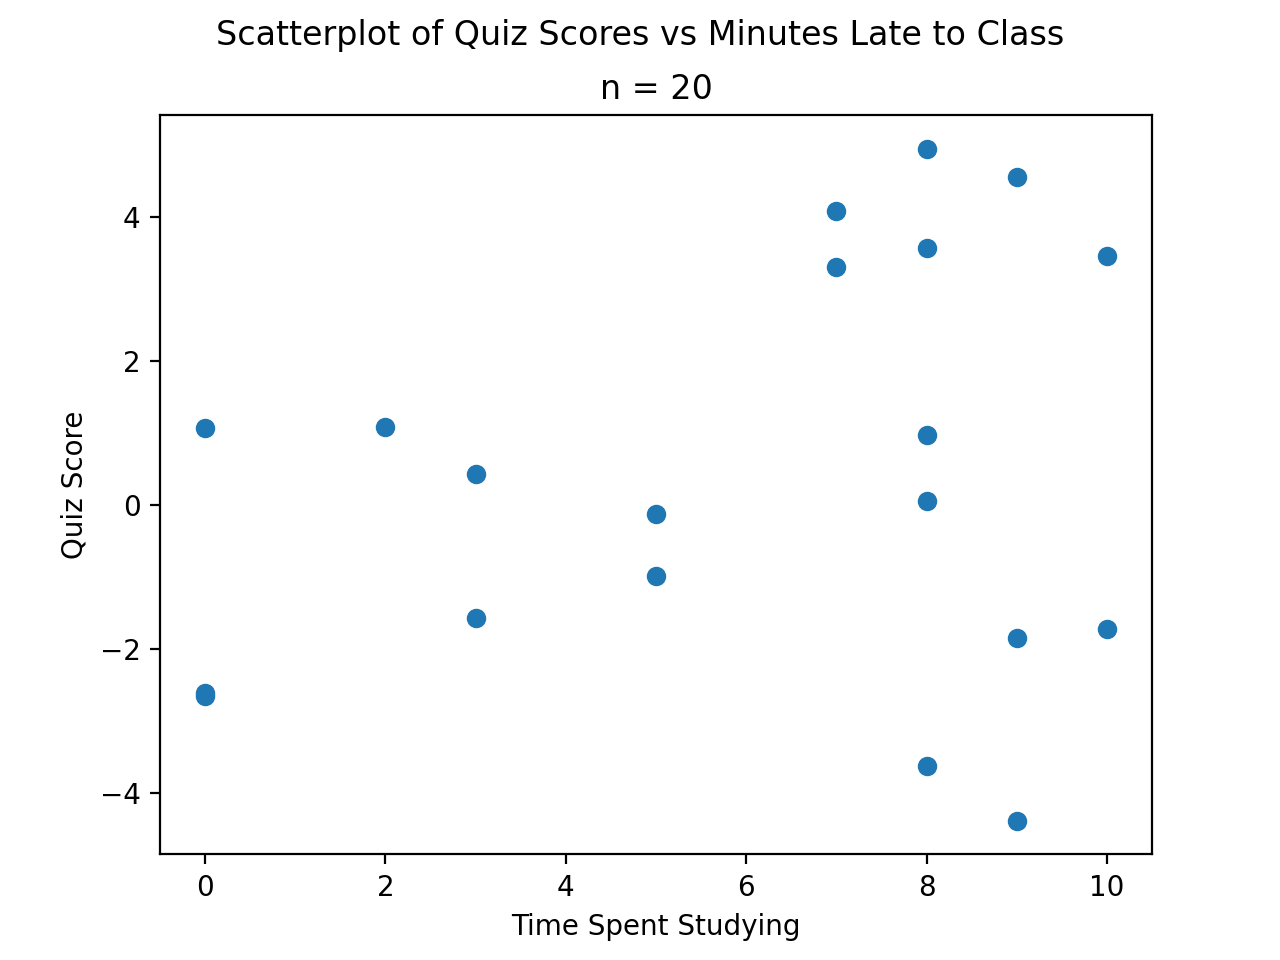 Scatterplot of Quiz Scores vs Minutes Late to Class
n = 20
4
2
0
−2
−4
Quiz Score
0 2 4 6 8 10
Time Spent Studying